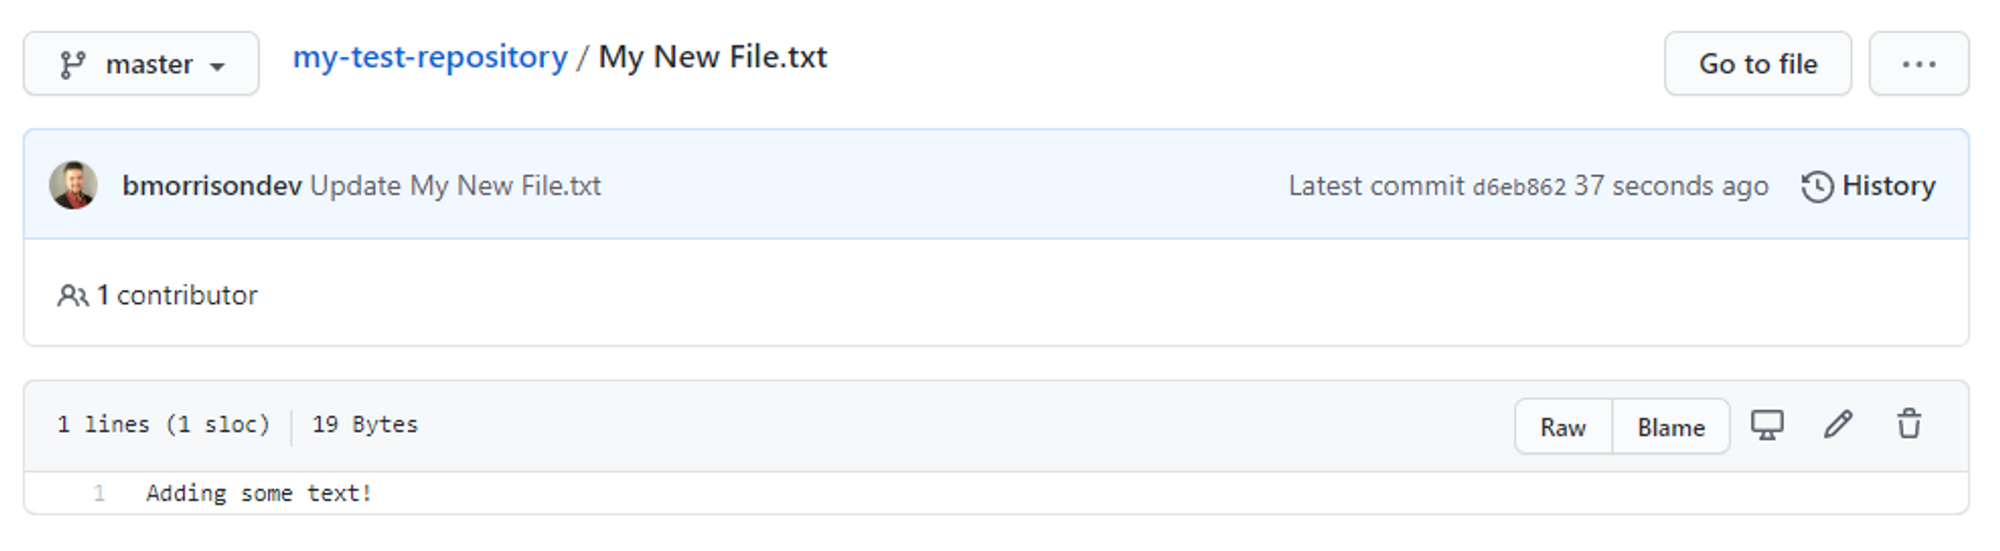 master my-test-repository / My New File.txt Go to file ...
bmorrisondev Update My New File.txt Latest commit d6eb862 37 seconds ago History
1 contributor
1 lines (1 sloc) 19 Bytes Raw Blame
1 Adding some text!